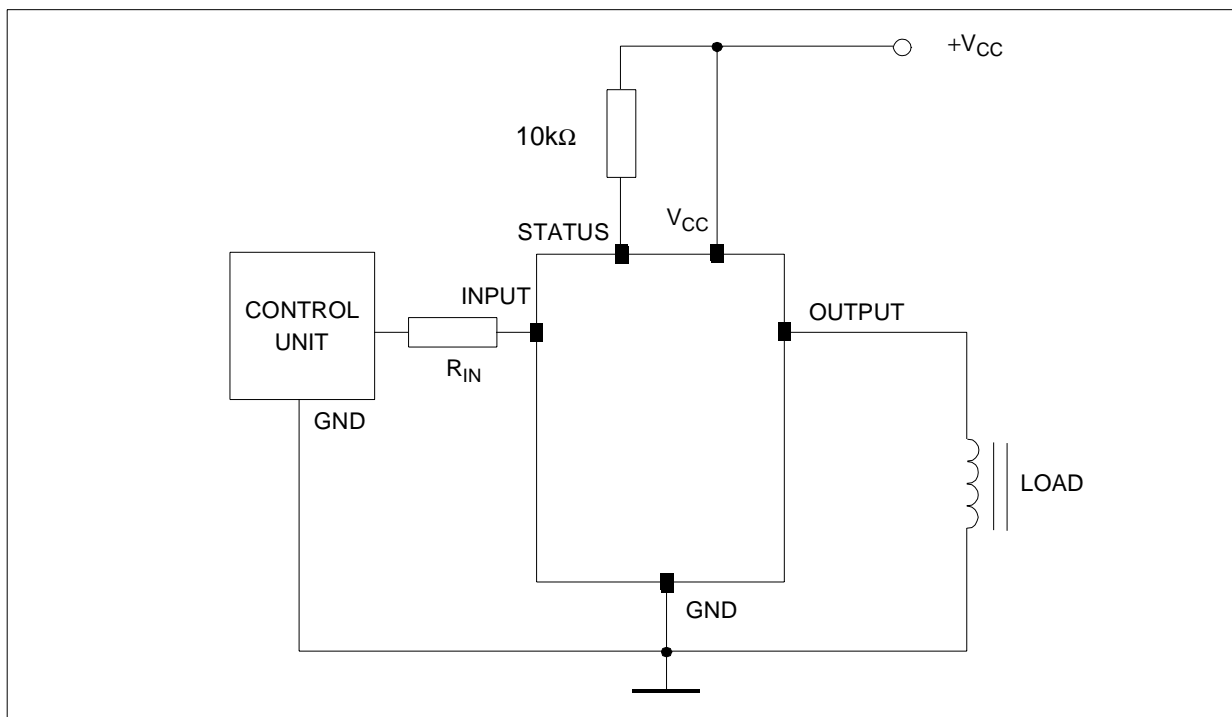 +VCC
10kΩ
STATUS
VCC
CONTROL
UNIT
INPUT
OUTPUT
RIN
GND
LOAD
GND